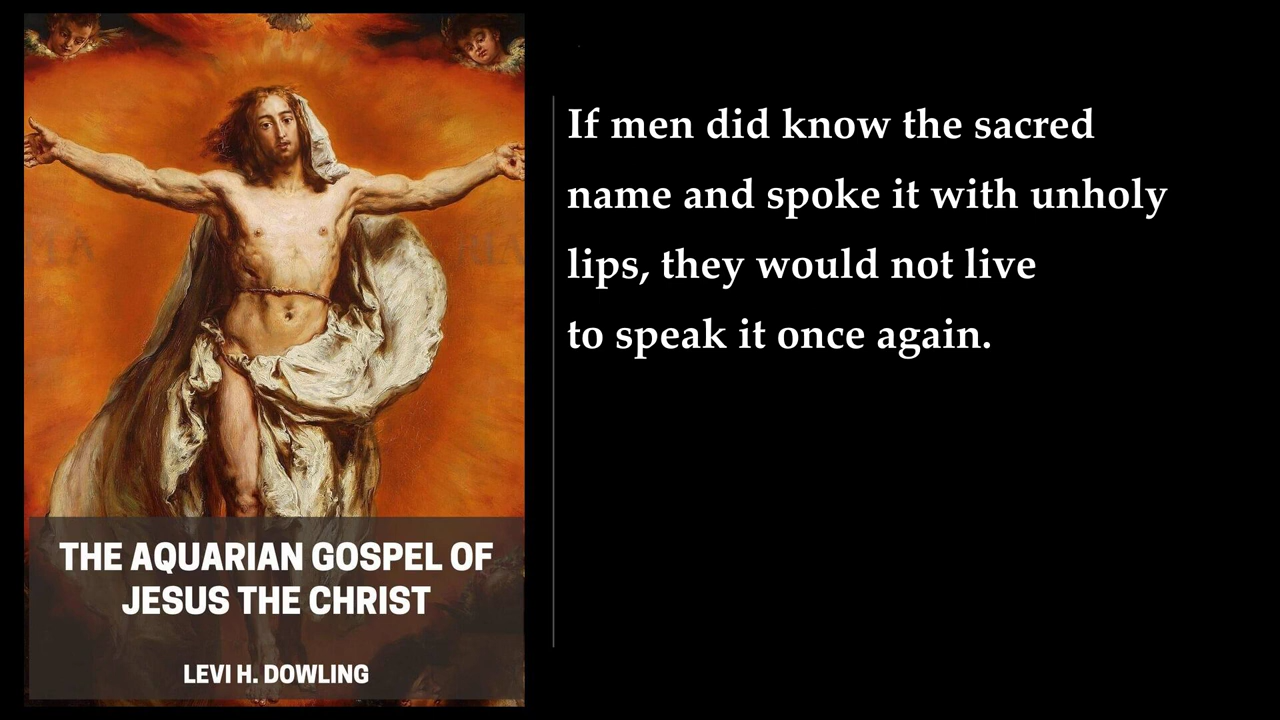 If men did know the sacred
name and spoke it with unholy
lips, they would not live
to speak it once again.
THE AQUARIAN GOSPEL OF
JESUS THE CHRIST
LEVI H. DOWLING